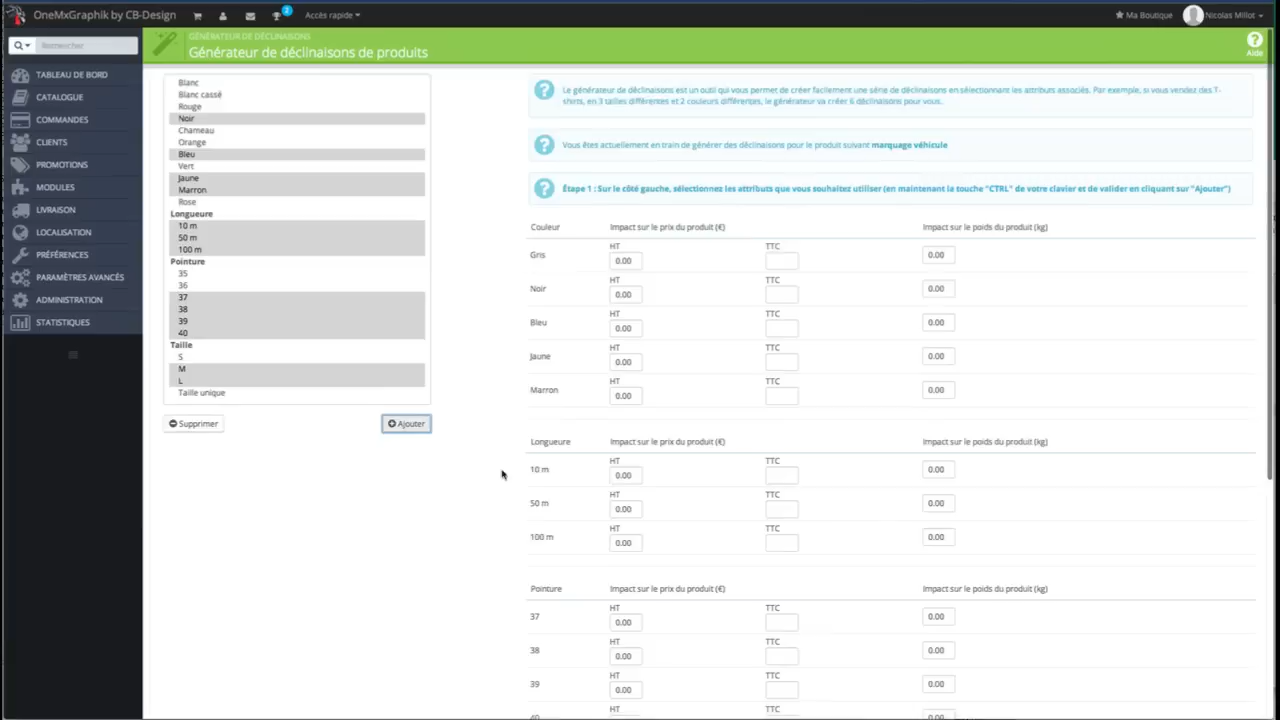 OneMxGraphik by CB-Design
2
Accès rapide
Ma Boutique
Nicolas Millot
Rechercher
GÉNÉRATEUR DE DÉCLINAISONS
Générateur de déclinaisons de produits
Aide
TABLEAU DE BORD
CATALOGUE
COMMANDES
CLIENTS
PROMOTIONS
MODULES
LIVRAISON
LOCALISATION
PRÉFÉRENCES
PARAMÈTRES AVANCÉS
ADMINISTRATION
STATISTIQUES
Blanc
Blanc cassé
Rouge
Noir
Chameau
Orange
Bleu
Vert
Jaune
Marron
Rose
Longueure
10 m
50 m
100 m
Pointure
35
36
37
38
39
40
Taille
S
M
L
Taille unique
Supprimer
Ajouter
Le générateur de déclinaisons est un outil qui vous permet de créer facilement une série de déclinaisons en sélectionnant les attributs associés. Par exemple, si vous vendez des T-
shirts, en 3 tailles différentes et 2 couleurs différentes, le générateur va créer 6 déclinaisons pour vous.
Vous êtes actuellement en train de générer des déclinaisons pour le produit suivant marquage véhicule
Étape 1 : Sur le côté gauche, sélectionnez les attributs que vous souhaitez utiliser (en maintenant la touche "CTRL" de votre clavier et de valider en cliquant sur "Ajouter")
Couleur Impact sur le prix du produit (€) Impact sur le poids du produit (kg)
HT TTC
Gris 0.00 0.00
HT TTC
Noir 0.00 0.00
HT TTC
Bleu 0.00 0.00
HT TTC
Jaune 0.00 0.00
HT TTC
Marron 0.00 0.00
Longueure Impact sur le prix du produit (€) Impact sur le poids du produit (kg)
HT TTC
10 m 0.00 0.00
HT TTC
50 m 0.00 0.00
HT TTC
100 m 0.00 0.00
Pointure Impact sur le prix du produit (€) Impact sur le poids du produit (kg)
HT TTC
37 0.00 0.00
HT TTC
38 0.00 0.00
HT TTC
39 0.00 0.00
HT TTC
40 0.00